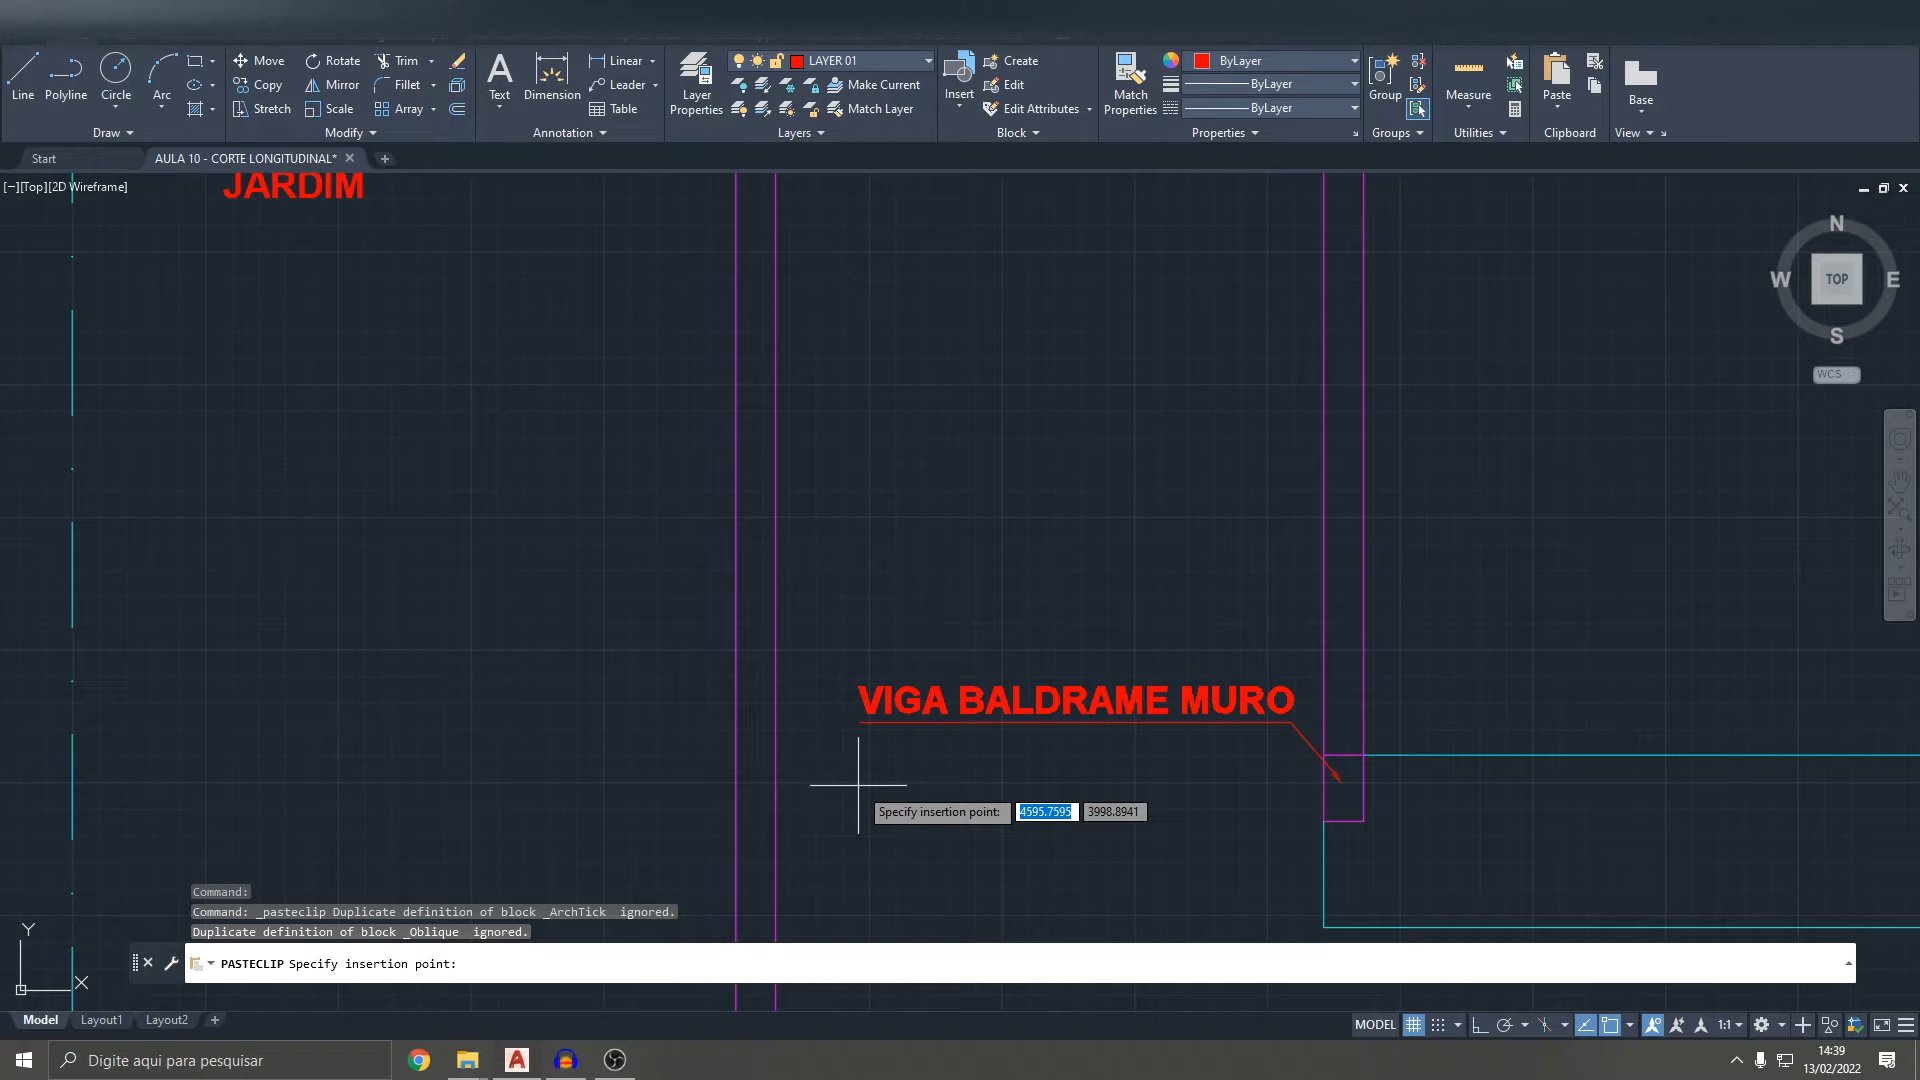 Move
Rotate
Trim
Linear
LAYER 01
Create
ByLayer
Copy
Mirror
Fillet
Leader
Make Current
Edit
ByLayer
Line
Polyline
Circle
Arc
Stretch
Scale
Array
Text
Dimension
Table
Layer
Properties
Match Layer
Insert
Edit Attributes
Match
Properties
ByLayer
Group
Measure
Paste
Base
Draw
Modify
Annotation
Layers
Block
Properties
Groups
Utilities
Clipboard
View
Start
AULA 10 - CORTE LONGITUDINAL*
[−][Top][2D Wireframe]
JARDIM
N
W
TOP
E
S
WCS
VIGA BALDRAME MURO
Specify insertion point:
4595.7595
3998.8941
Command:
Command: _pasteclip Duplicate definition of block _ArchTick  ignored.
Duplicate definition of block _Oblique  ignored.
PASTECLIP Specify insertion point:
Y
X
Model
Layout1
Layout2
MODEL
1:1
Digite aqui para pesquisar
14:39
13/02/2022